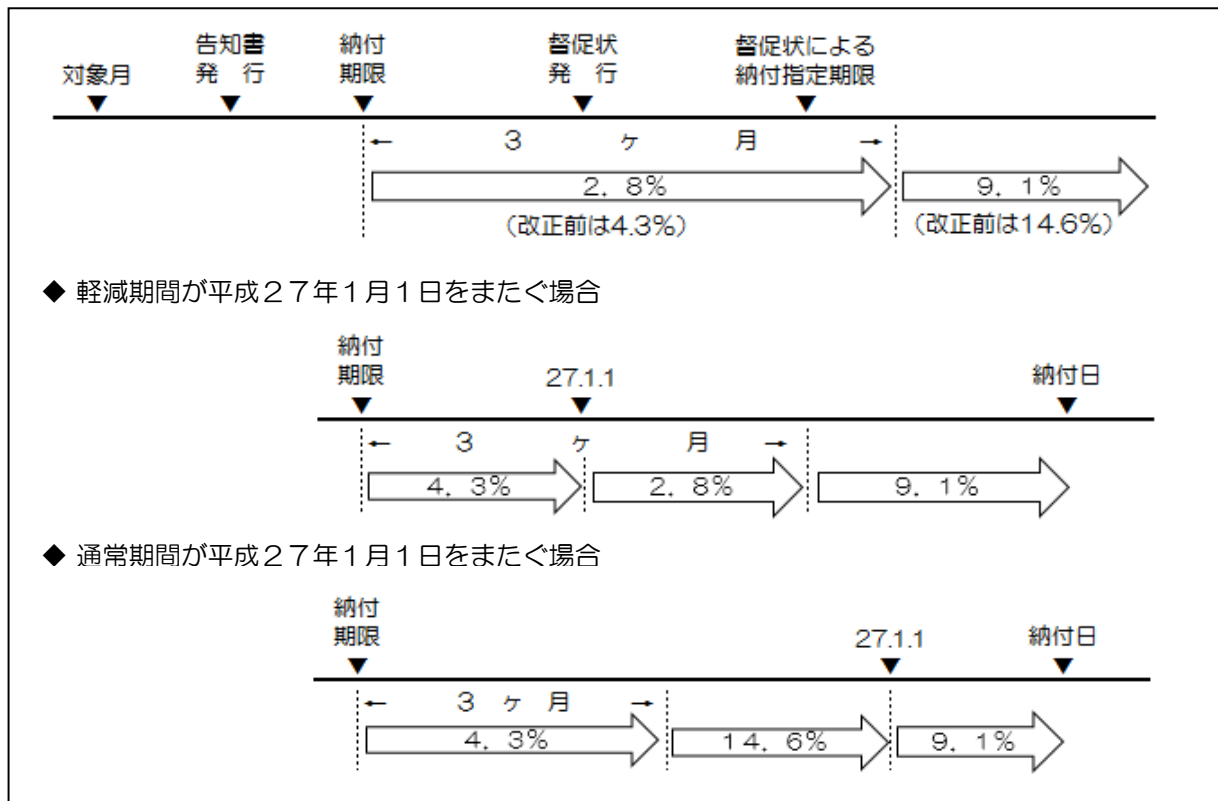 対象月
告知書
発　行
納付
期限
督促状
発　行
督促状による
納付指定期限
▼ ▼ ▼ ▼ ▼
← ３　ヶ　月 →
２．８％
９．１％
（改正前は4.3％）
（改正前は14.6％）
◆ 軽減期間が平成２７年１月１日をまたぐ場合
納付
期限
27.1.1
納付日
▼ ▼ ▼
← ３　ヶ　月 →
４．３％
２．８％
９．１％
◆ 通常期間が平成２７年１月１日をまたぐ場合
納付
期限
27.1.1
納付日
▼ ▼ ▼
← ３　ヶ　月 →
４．３％
１４．６％
９．１％